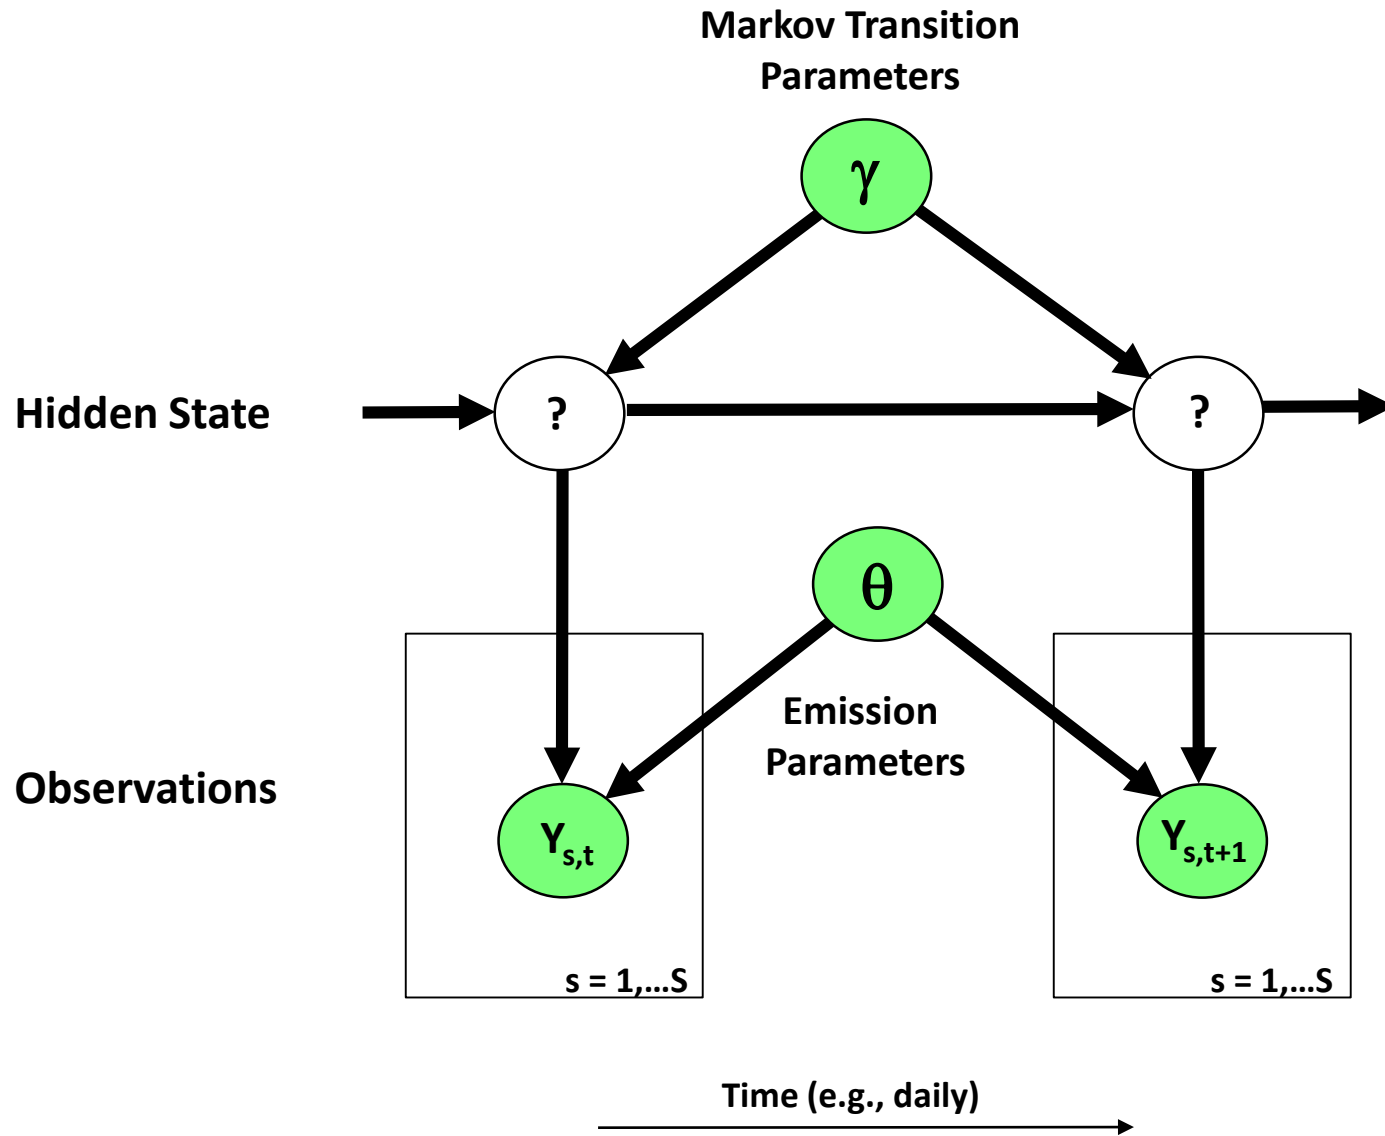 Markov Transition
Parameters
γ
Hidden State
?
?
θ
Emission
Parameters
Observations
Ys,t
Ys,t+1
s = 1,...S
s = 1,...S
Time (e.g., daily)